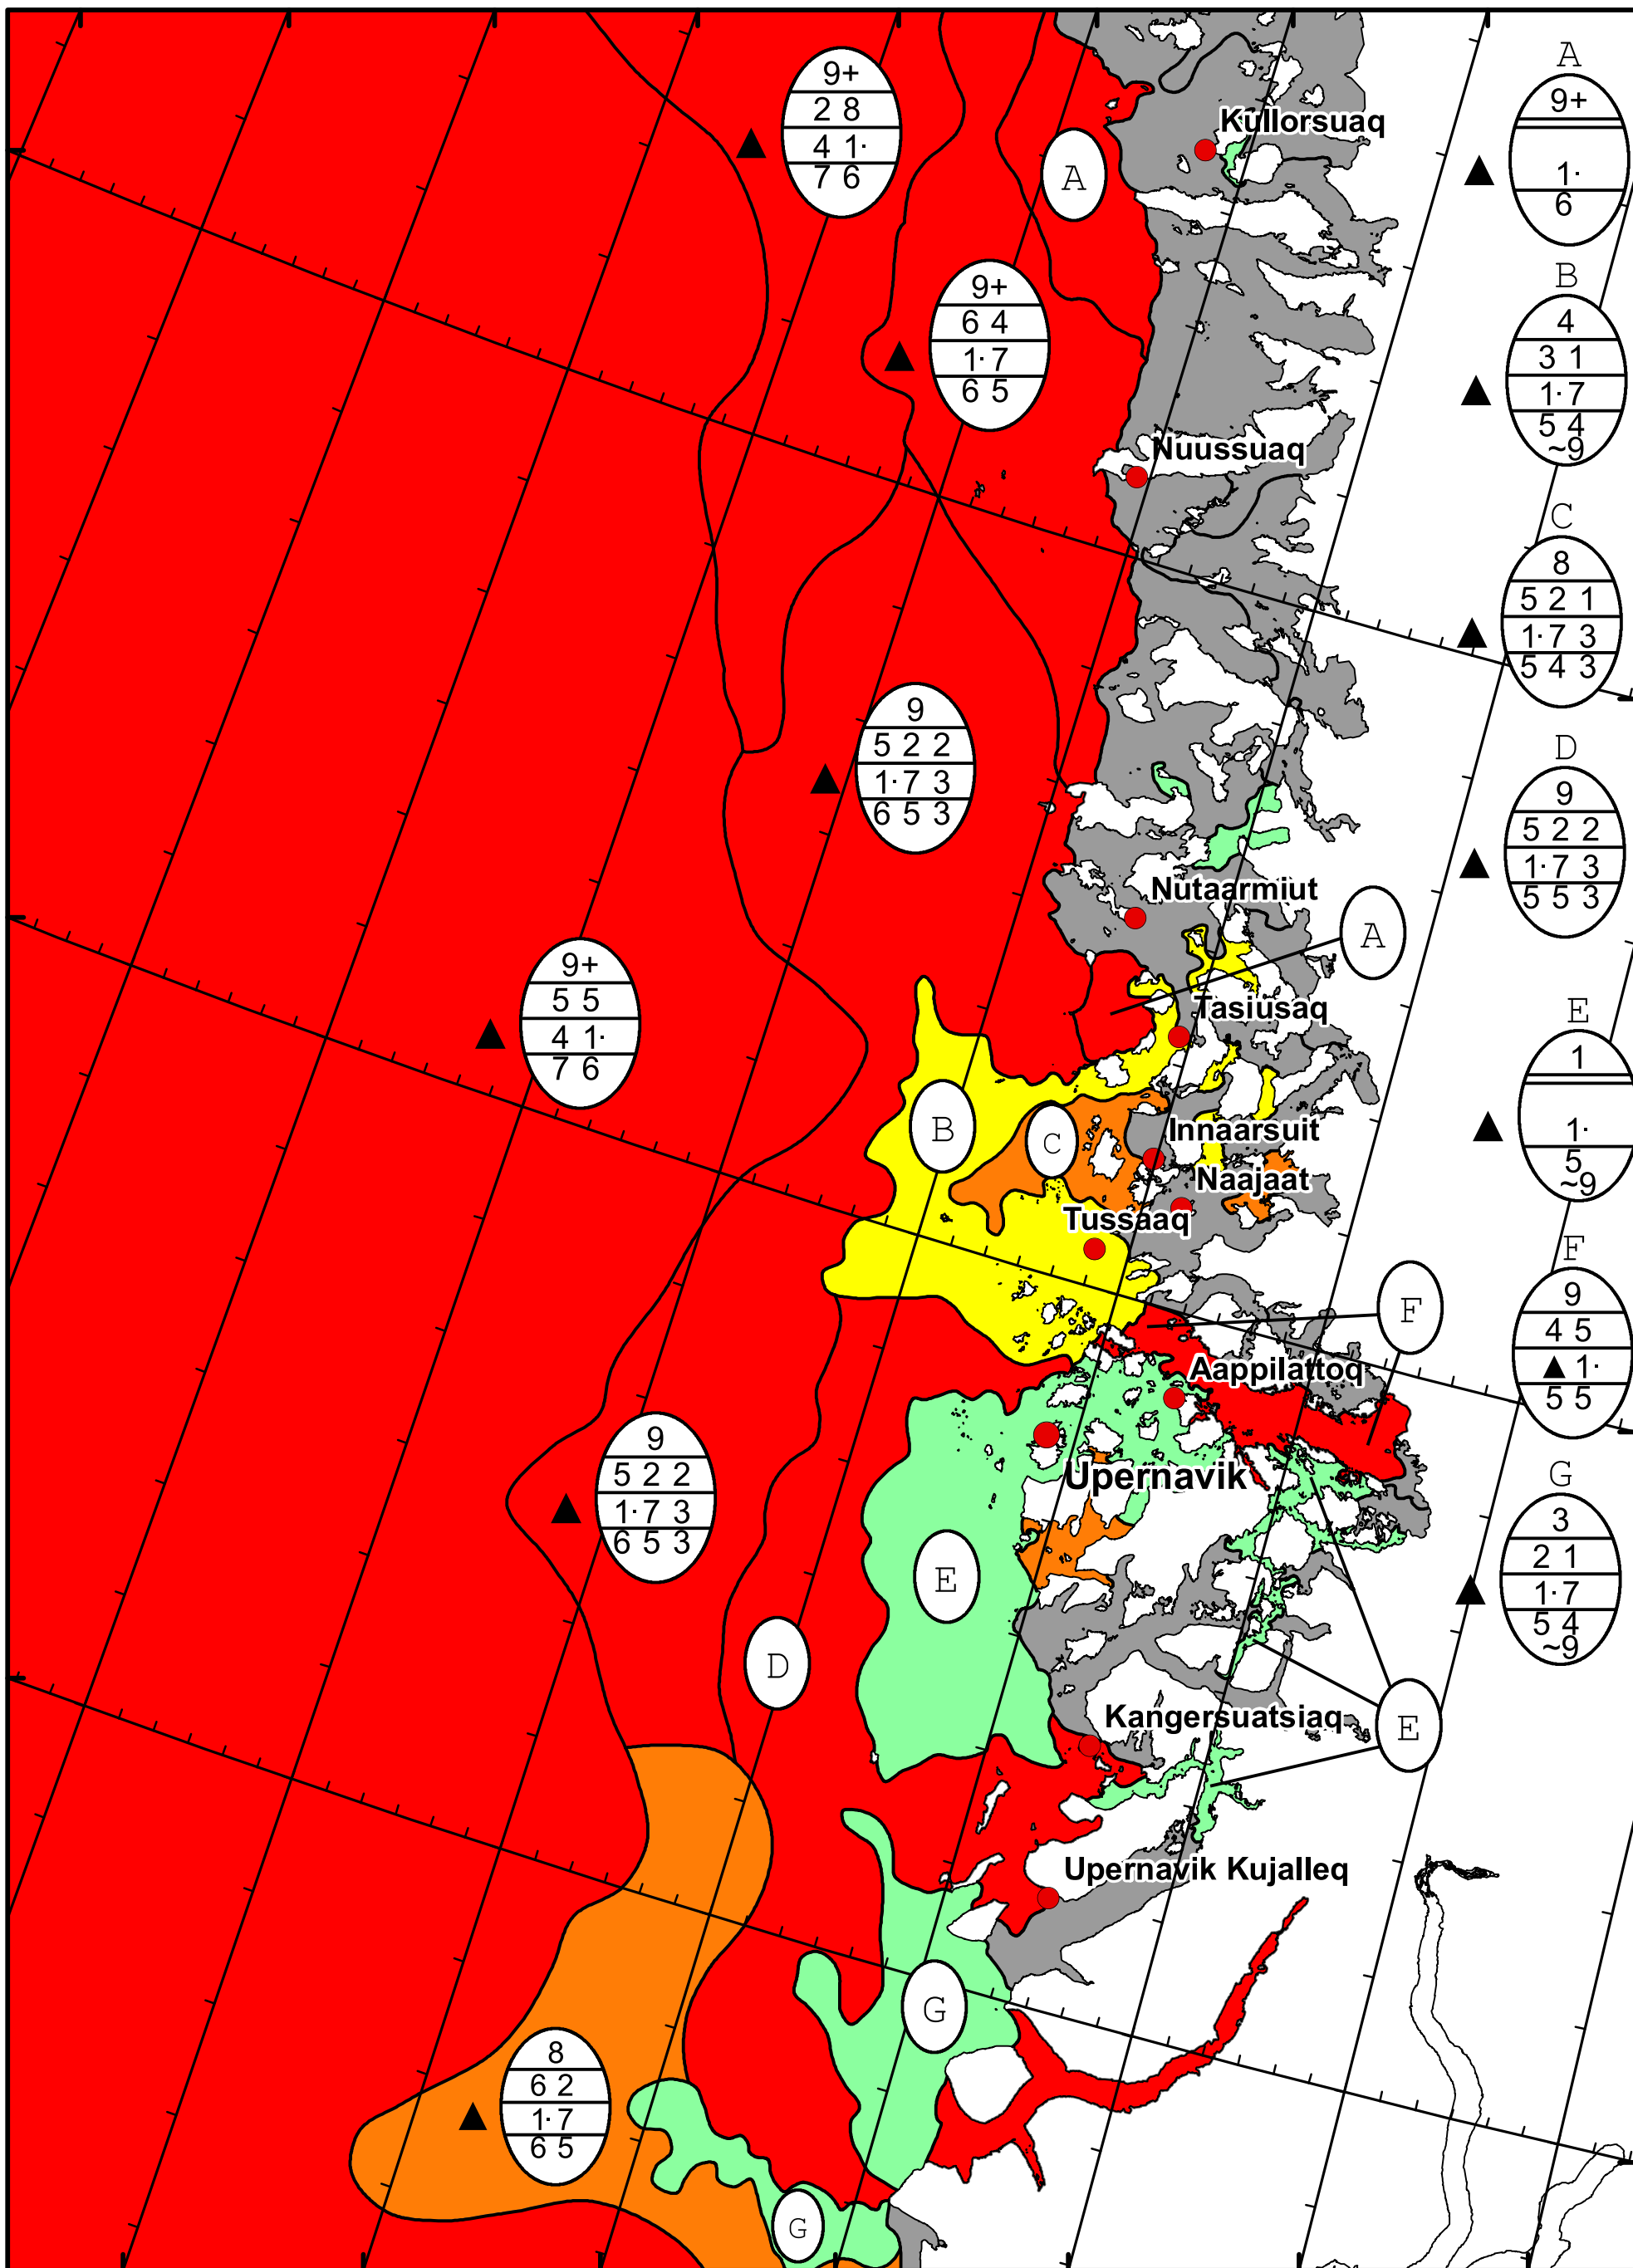 9+
2 8
4 1·
7 6
A
Kullorsuaq
A
9+
1·
6
9+
6 4
1· 7
6 5
B
4
3 1
1· 7
5 4
~9
Nuussuaq
C
8
5 2 1
1· 7 3
5 4 3
9
5 2 2
1· 7 3
6 5 3
D
9
5 2 2
1· 7 3
5 5 3
Nutaarmiut
A
9+
5 5
4 1·
7 6
Tasiusaq
E
1
1·
5
~9
B
C
Innaarsuit
Naajaat
Tussaaq
F
F
9
4 5
▲ 1·
5 5
Aappilattoq
Upernavik
9
5 2 2
1· 7 3
6 5 3
G
3
2 1
1· 7
5 4
~9
E
D
Kangersuatsiaq
E
Upernavik Kujalleq
G
8
6 2
1· 7
6 5
G